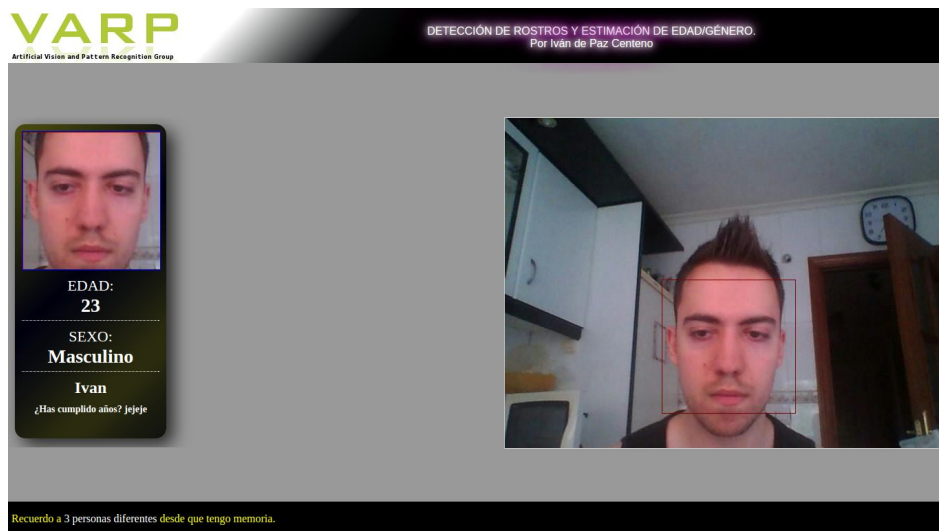 VARP
Artificial Vision and Pattern Recognition Group
DETECCIÓN DE ROSTROS Y ESTIMACIÓN DE EDAD/GÉNERO.
Por Iván de Paz Centeno
EDAD:
23
SEXO:
Masculino
Ivan
¿Has cumplido años? jejeje
Recuerdo a 3 personas diferentes desde que tengo memoria.